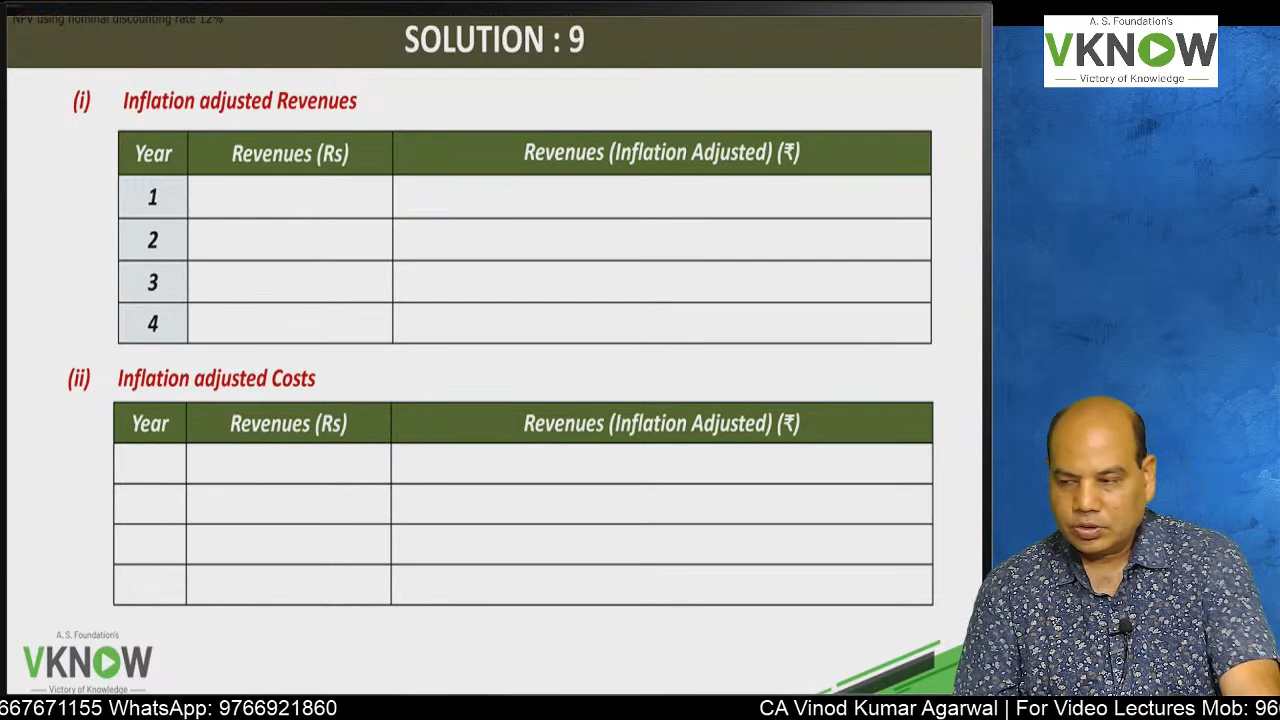 NPV using nominal discounting rate 12%
SOLUTION : 9
A. S. Foundation's
VKNOW
Victory of Knowledge
(i) Inflation adjusted Revenues
Year Revenues (Rs) Revenues (Inflation Adjusted) (₹)
1
2
3
4
(ii) Inflation adjusted Costs
Year Revenues (Rs) Revenues (Inflation Adjusted) (₹)
A. S. Foundation's
VKNOW
Victory of Knowledge
667671155 WhatsApp: 9766921860 CA Vinod Kumar Agarwal | For Video Lectures Mob: 96